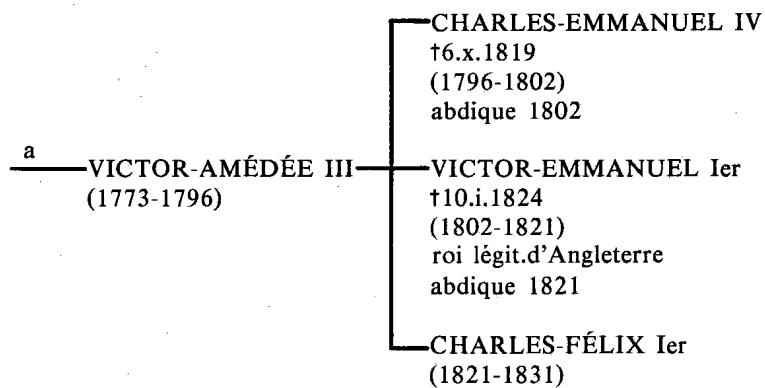 CHARLES-EMMANUEL IV
†6.x.1819
(1796-1802)
abdique 1802
a
VICTOR-AMÉDÉE III
(1773-1796)
VICTOR-EMMANUEL Ier
†10.i.1824
(1802-1821)
roi légit.d'Angleterre
abdique 1821
CHARLES-FÉLIX Ier
(1821-1831)